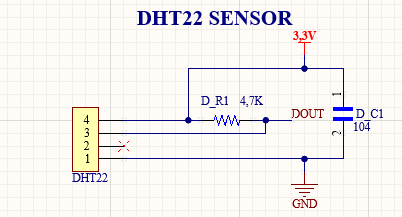 DHT22 SENSOR
3,3V
1
D_R1 4,7K
4
DOUT
D_C1
3
104
2
2
1
DHT22
GND